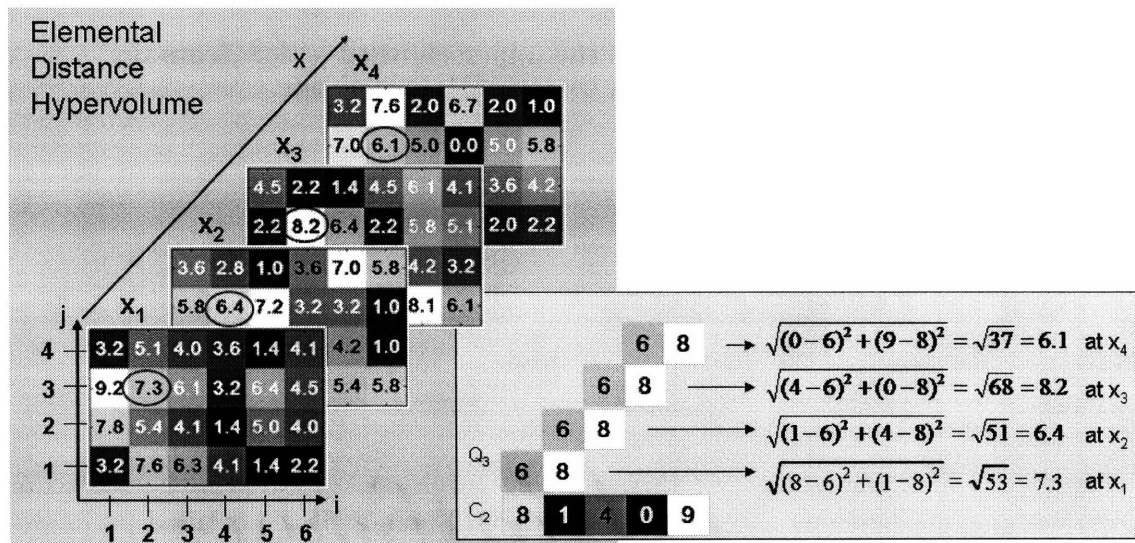 Elemental
Distance
Hypervolume
x
X₄
3.2 7.6 2.0 6.7 2.0 1.0
7.0 6.1 5.0 0.0 5.0 5.8
3.6 4.2
2.0 2.2
X₃
4.5 2.2 1.4 4.5 6.1 4.1
2.2 8.2 6.4 2.2 5.8 5.1
4.2 3.2
8.1 6.1
X₂
3.6 2.8 1.0 3.6 7.0 5.8
5.8 6.4 7.2 3.2 3.2 1.0
4.2 1.0
5.4 5.8
X₁
j
4 3.2 5.1 4.0 3.6 1.4 4.1
3 9.2 7.3 6.1 3.2 6.4 4.5
2 7.8 5.4 4.1 1.4 5.0 4.0
1 3.2 7.6 6.3 4.1 1.4 2.2
i
1 2 3 4 5 6
6 8 √(0−6)²+(9−8)² = √37 = 6.1 at x₄
6 8 √(4−6)²+(0−8)² = √68 = 8.2 at x₃
6 8 √(1−6)²+(4−8)² = √51 = 6.4 at x₂
Q₃ 6 8 √(8−6)²+(1−8)² = √53 = 7.3 at x₁
C₂ 8 1 4 0 9